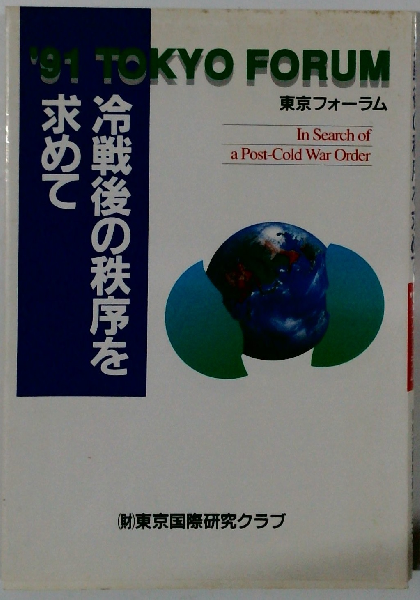 '91 TOKYO FORUM
東京フォーラム
In Search of
a Post-Cold War Order
冷戦後の秩序を
求めて
(財)東京国際研究クラブ